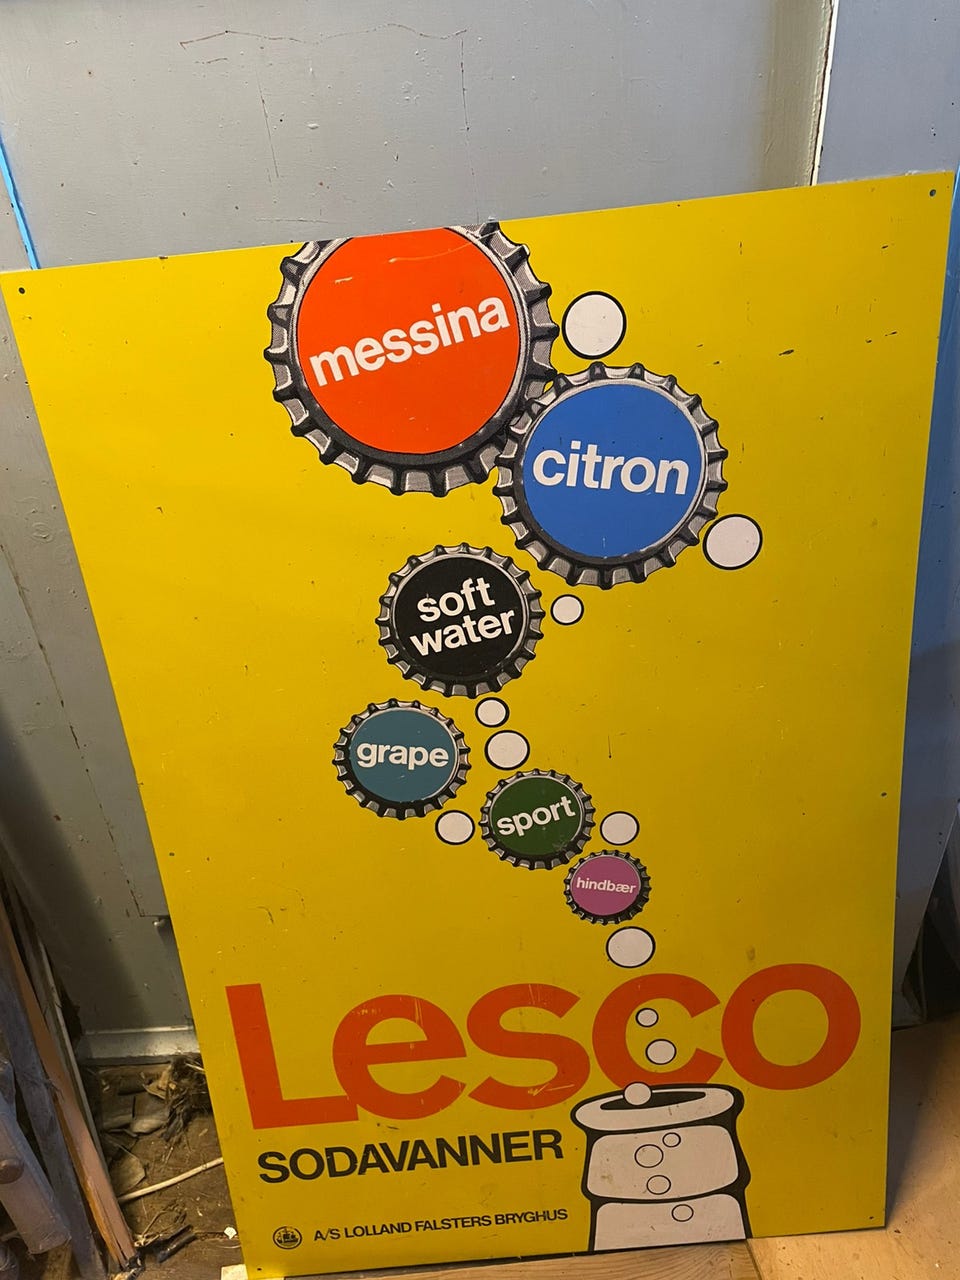 messina
citron
soft
water
grape
sport
hindbær
Lesco
SODAVANNER
A/S LOLLAND FALSTERS BRYGHUS